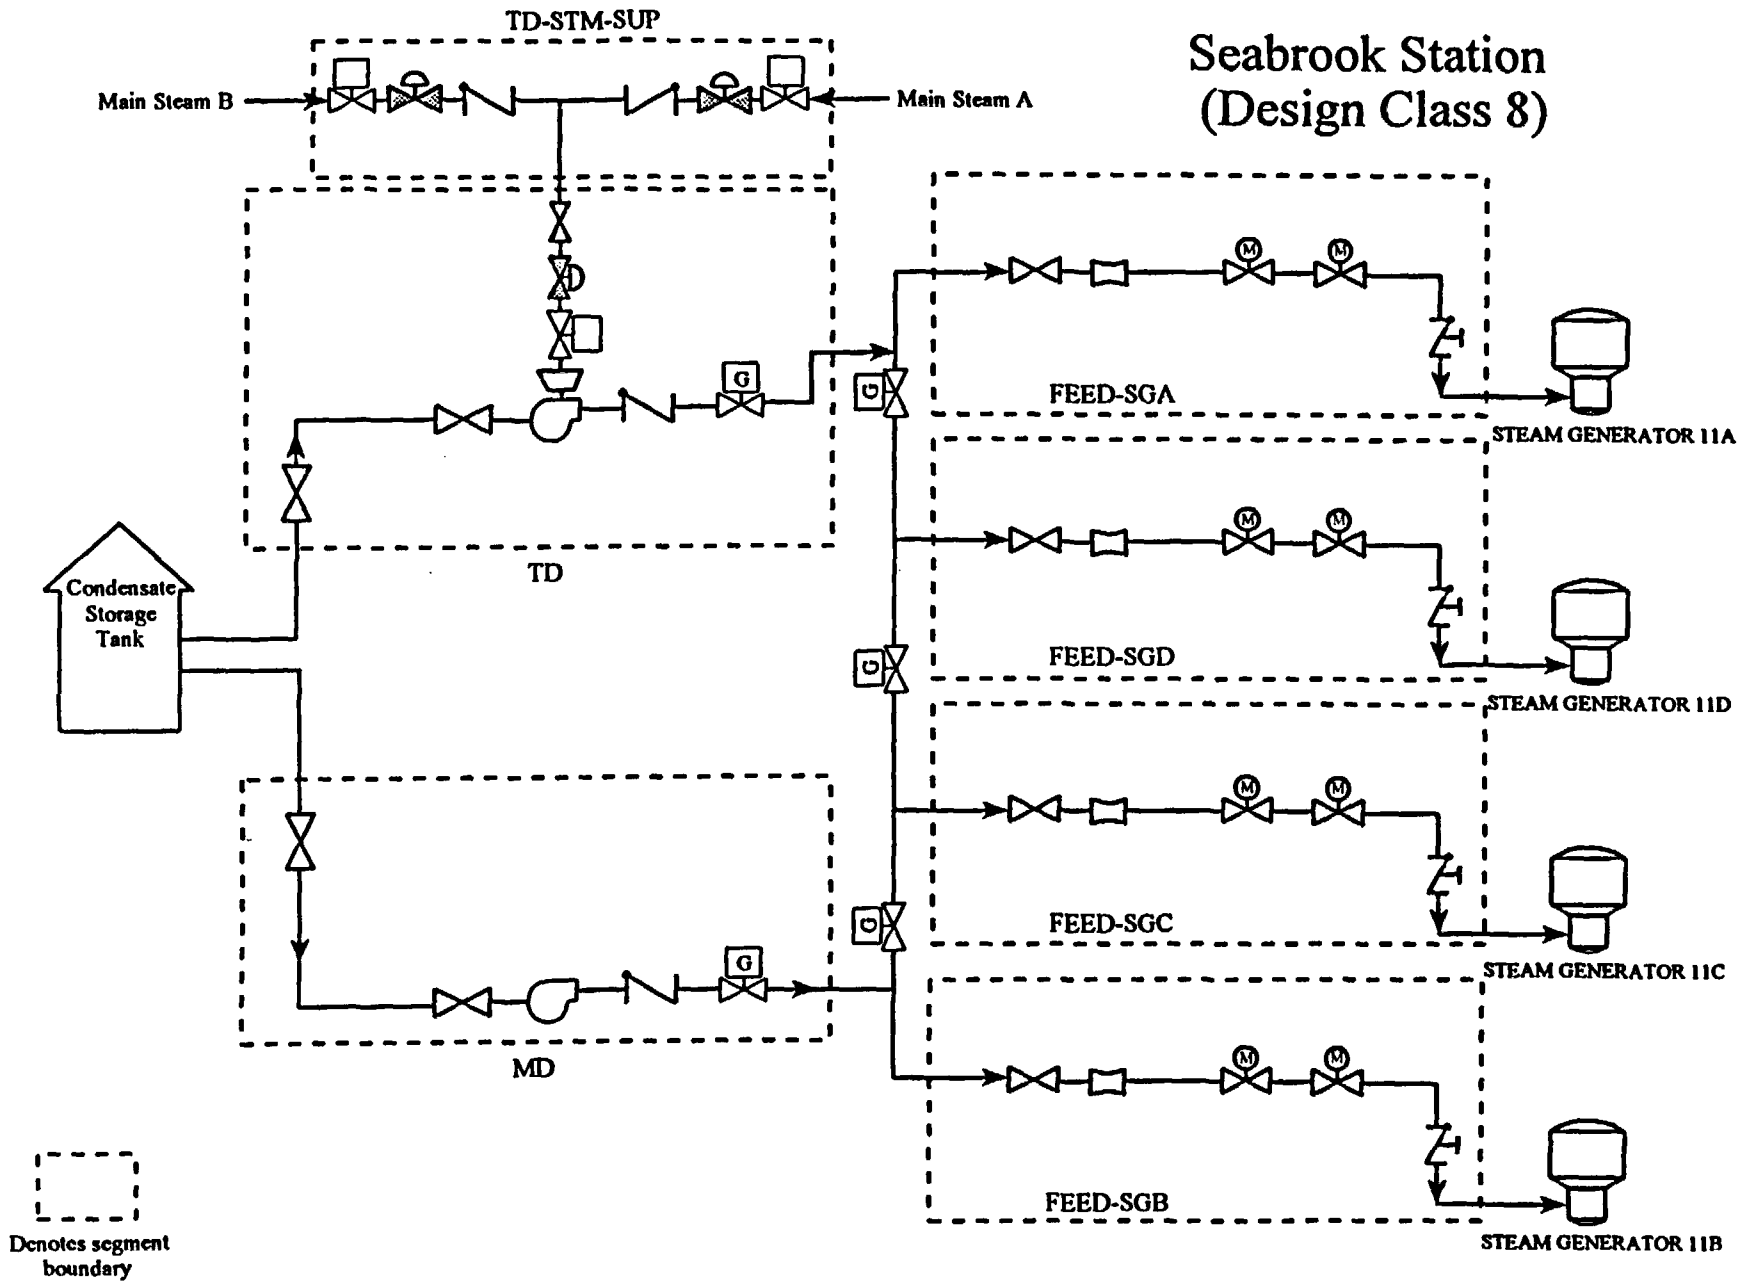 TD-STM-SUP
Seabrook Station
(Design Class 8)
Main Steam B
Main Steam A
M
M
G
G
FEED-SGA
STEAM GENERATOR 11A
M
M
TD
Condensate
Storage
Tank
G
FEED-SGD
STEAM GENERATOR 11D
M
M
G
FEED-SGC
STEAM GENERATOR 11C
G
MD
M
M
FEED-SGB
STEAM GENERATOR 11B
Denotes segment
boundary